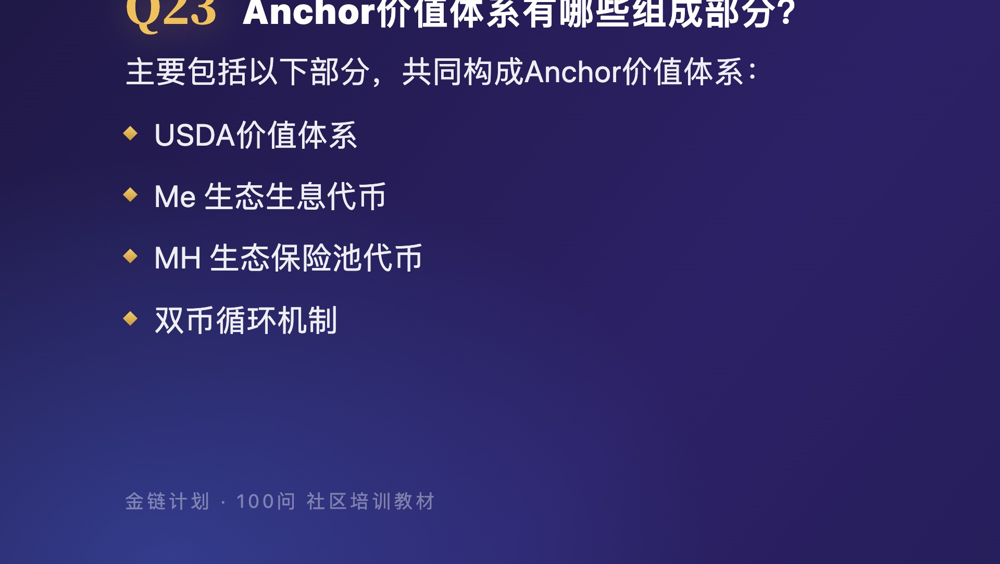 Q23 Anchor价值体系有哪些组成部分？
主要包括以下部分，共同构成Anchor价值体系：
USDA价值体系
Me 生态生息代币
MH 生态保险池代币
双币循环机制
金链计划 · 100问 社区培训教材